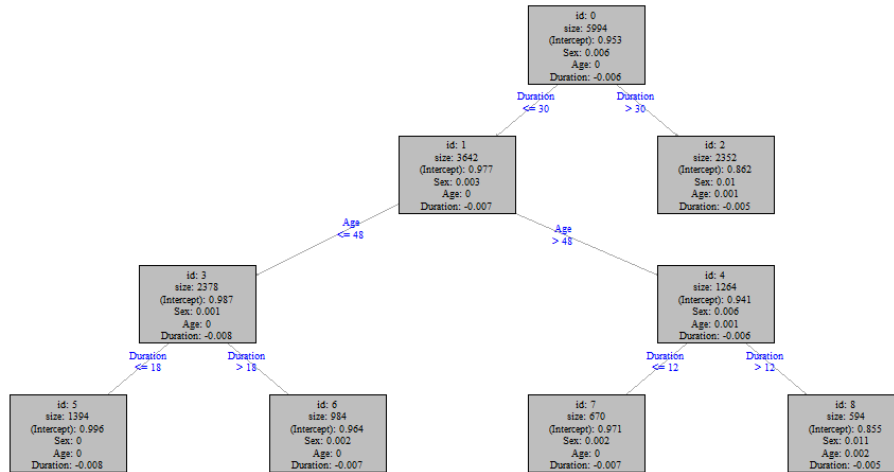 id: 0
size: 5994
(Intercept): 0.953
Sex: 0.006
Age: 0
Duration: -0.006
Duration
<= 30
Duration
> 30
id: 1
size: 3642
(Intercept): 0.977
Sex: 0.003
Age: 0
Duration: -0.007
id: 2
size: 2352
(Intercept): 0.862
Sex: 0.01
Age: 0.001
Duration: -0.005
Age
<= 48
Age
> 48
id: 3
size: 2378
(Intercept): 0.987
Sex: 0.001
Age: 0
Duration: -0.008
id: 4
size: 1264
(Intercept): 0.941
Sex: 0.006
Age: 0.001
Duration: -0.006
Duration
<= 18
Duration
> 18
Duration
<= 12
Duration
> 12
id: 5
size: 1394
(Intercept): 0.996
Sex: 0
Age: 0
Duration: -0.008
id: 6
size: 984
(Intercept): 0.964
Sex: 0.002
Age: 0
Duration: -0.007
id: 7
size: 670
(Intercept): 0.971
Sex: 0.002
Age: 0
Duration: -0.007
id: 8
size: 594
(Intercept): 0.855
Sex: 0.011
Age: 0.002
Duration: -0.005